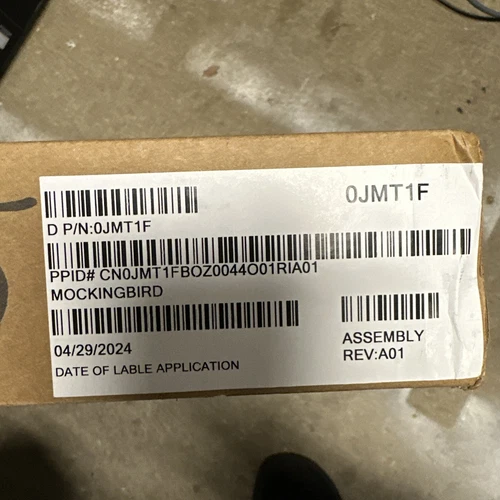 0JMT1F
D P/N:0JMT1F
PPID# CN0JMT1FBOZ0044O01RIA01
MOCKINGBIRD
04/29/2024
DATE OF LABLE APPLICATION
ASSEMBLY
REV:A01